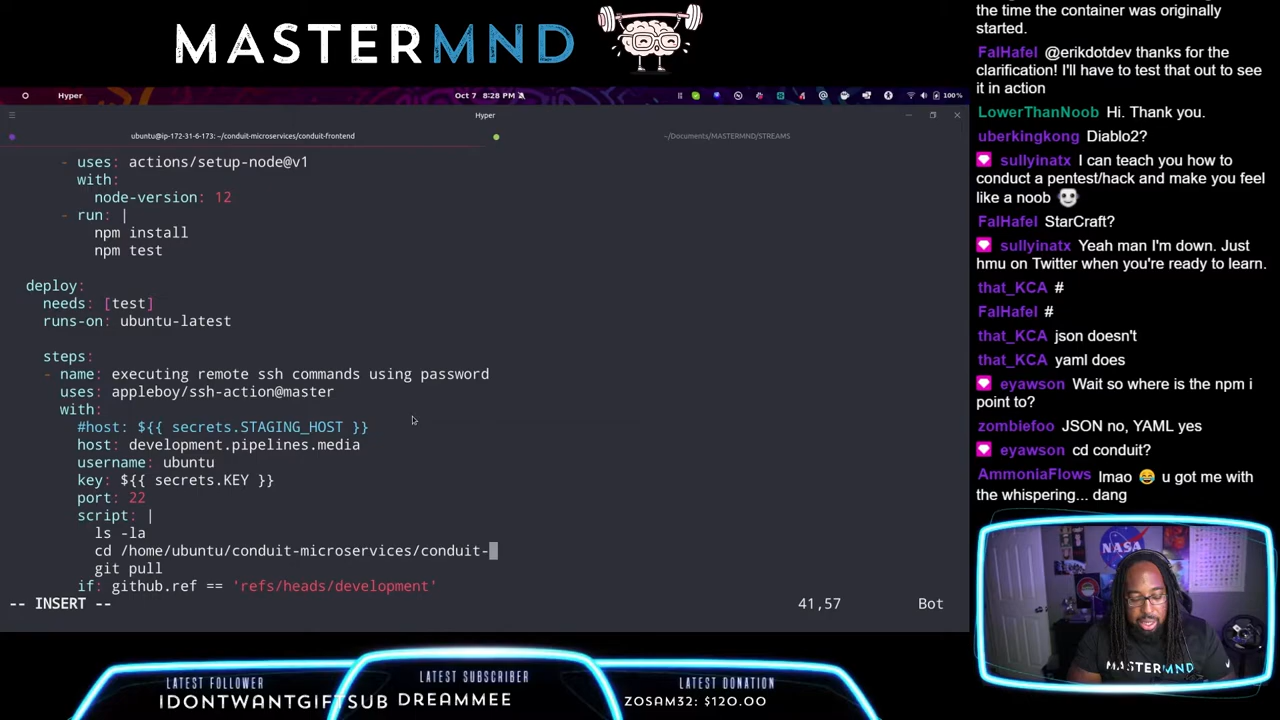 MASTERMND
Hyper
Oct 7 8:28 PM
100 %
Hyper
ubuntu@ip-172-31-6-173: ~/conduit-microservices/conduit-frontend
~/Documents/MASTERMND/STREAMS
- uses: actions/setup-node@v1
with:
node-version: 12
- run: |
npm install
npm test
deploy:
needs: [test]
runs-on: ubuntu-latest
steps:
- name: executing remote ssh commands using password
uses: appleboy/ssh-action@master
with:
#host: ${{ secrets.STAGING_HOST }}
host: development.pipelines.media
username: ubuntu
key: ${{ secrets.KEY }}
port: 22
script: |
ls -la
cd /home/ubuntu/conduit-microservices/conduit-
git pull
if: github.ref == 'refs/heads/development'
-- INSERT --
41,57
Bot
the time the container was originally
started.
FalHafel @erikdotdev thanks for the
clarification! I'll have to test that out to see
it in action
LowerThanNoob Hi. Thank you.
uberkingkong Diablo2?
sullyinatx I can teach you how to
conduct a pentest/hack and make you feel
like a noob
FalHafel StarCraft?
sullyinatx Yeah man I'm down. Just
hmu on Twitter when you're ready to learn.
that_KCA #
FalHafel #
that_KCA json doesn't
that_KCA yaml does
eyawson Wait so where is the npm i
point to?
zombiefoo JSON no, YAML yes
eyawson cd conduit?
AmmoniaFlows lmao 😂 u got me with
the whispering... dang
NASA
MASTERMND
LATEST FOLLOWER
IDONTWANTGIFTSUB
LATEST SUBSCRIBER
DREAMMEE
LATEST DONATION
ZOSAM32: $120.00